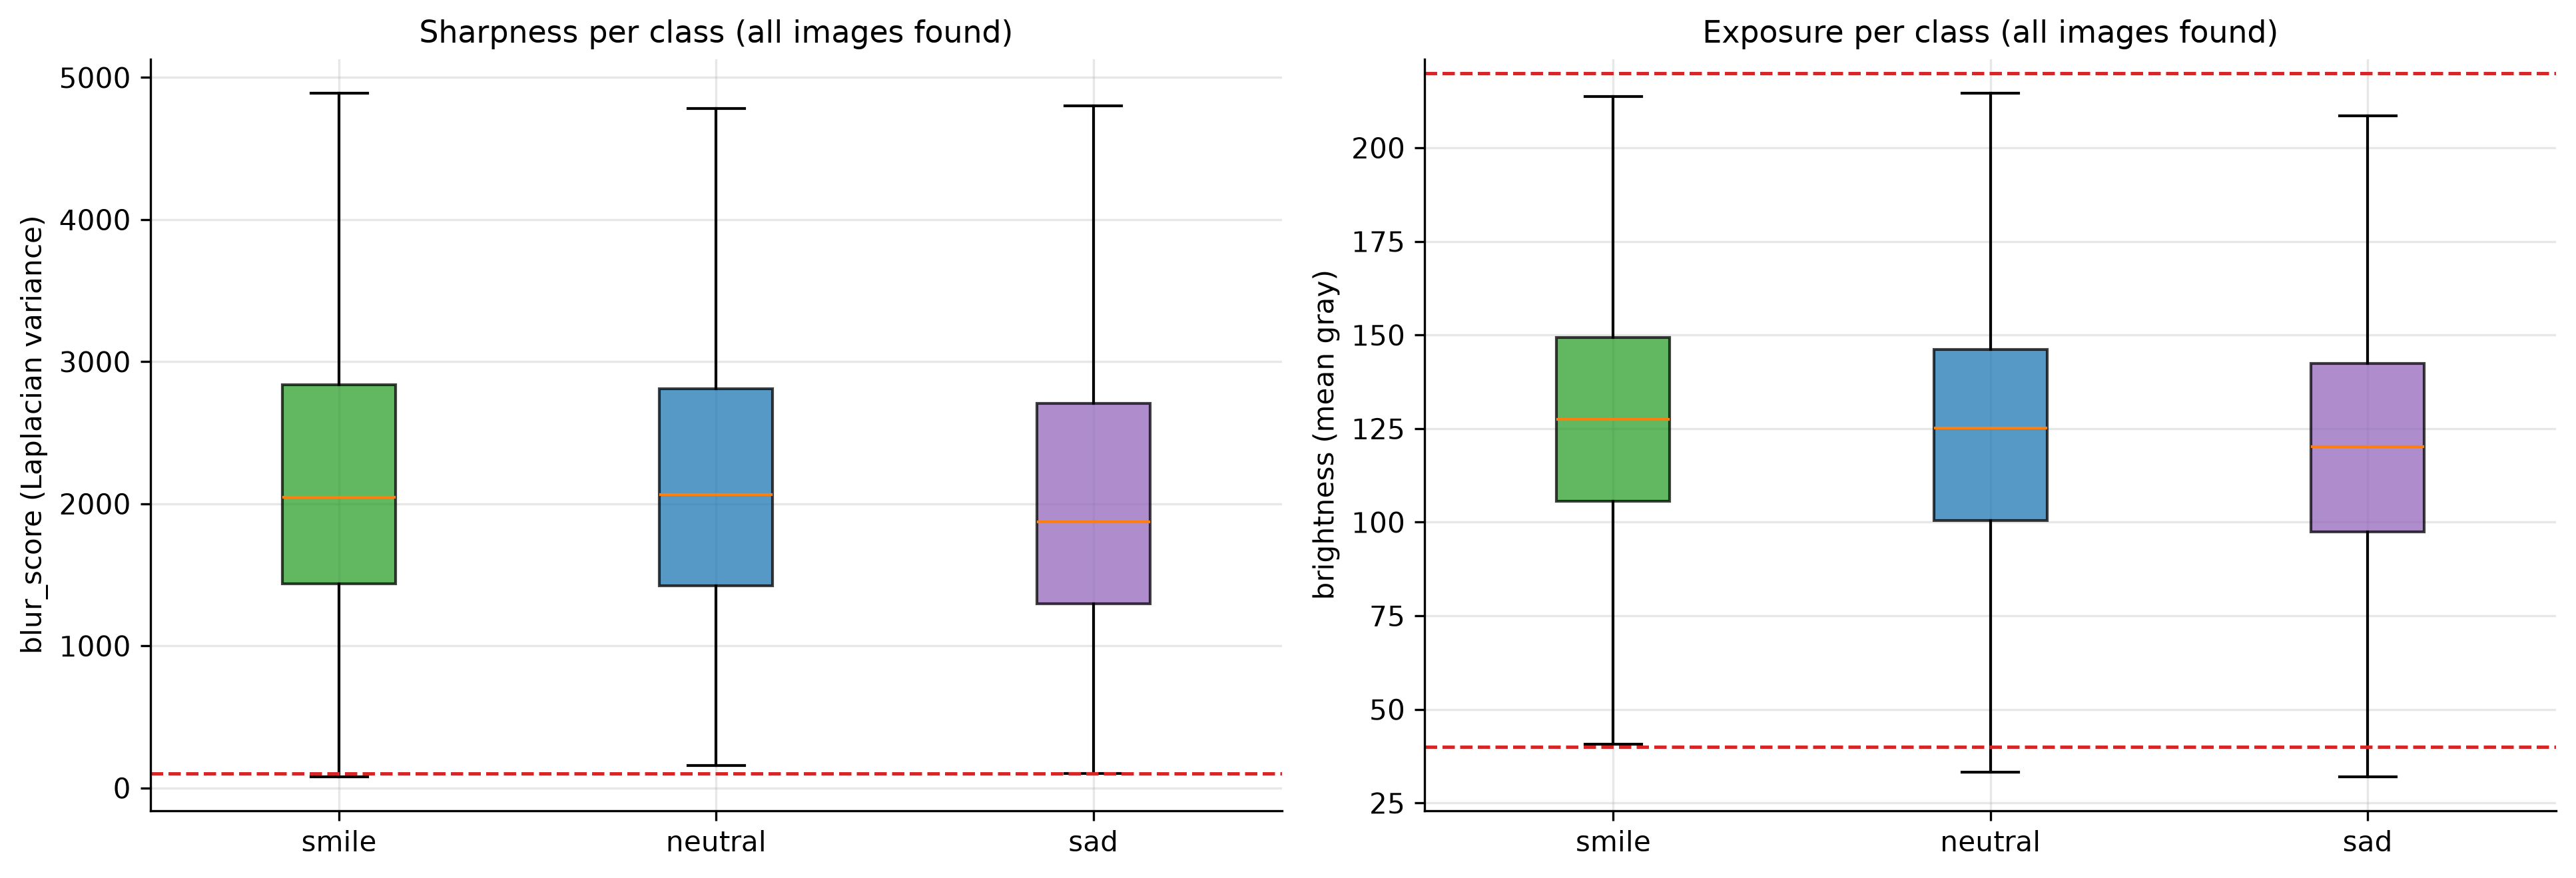 Sharpness per class (all images found)
blur_score (Laplacian variance)
5000
4000
3000
2000
1000
0
smile
neutral
sad
Exposure per class (all images found)
brightness (mean gray)
200
175
150
125
100
75
50
25
smile
neutral
sad